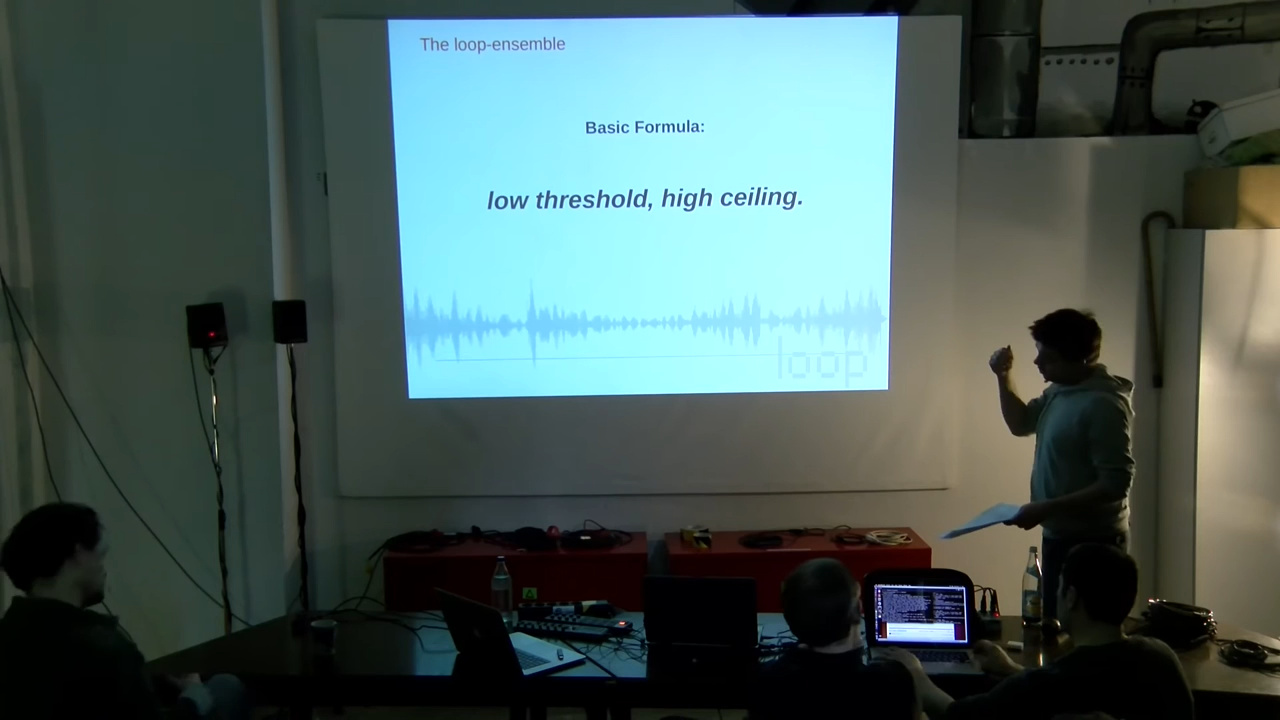 The loop-ensemble
Basic Formula:
low threshold, high ceiling.
loop